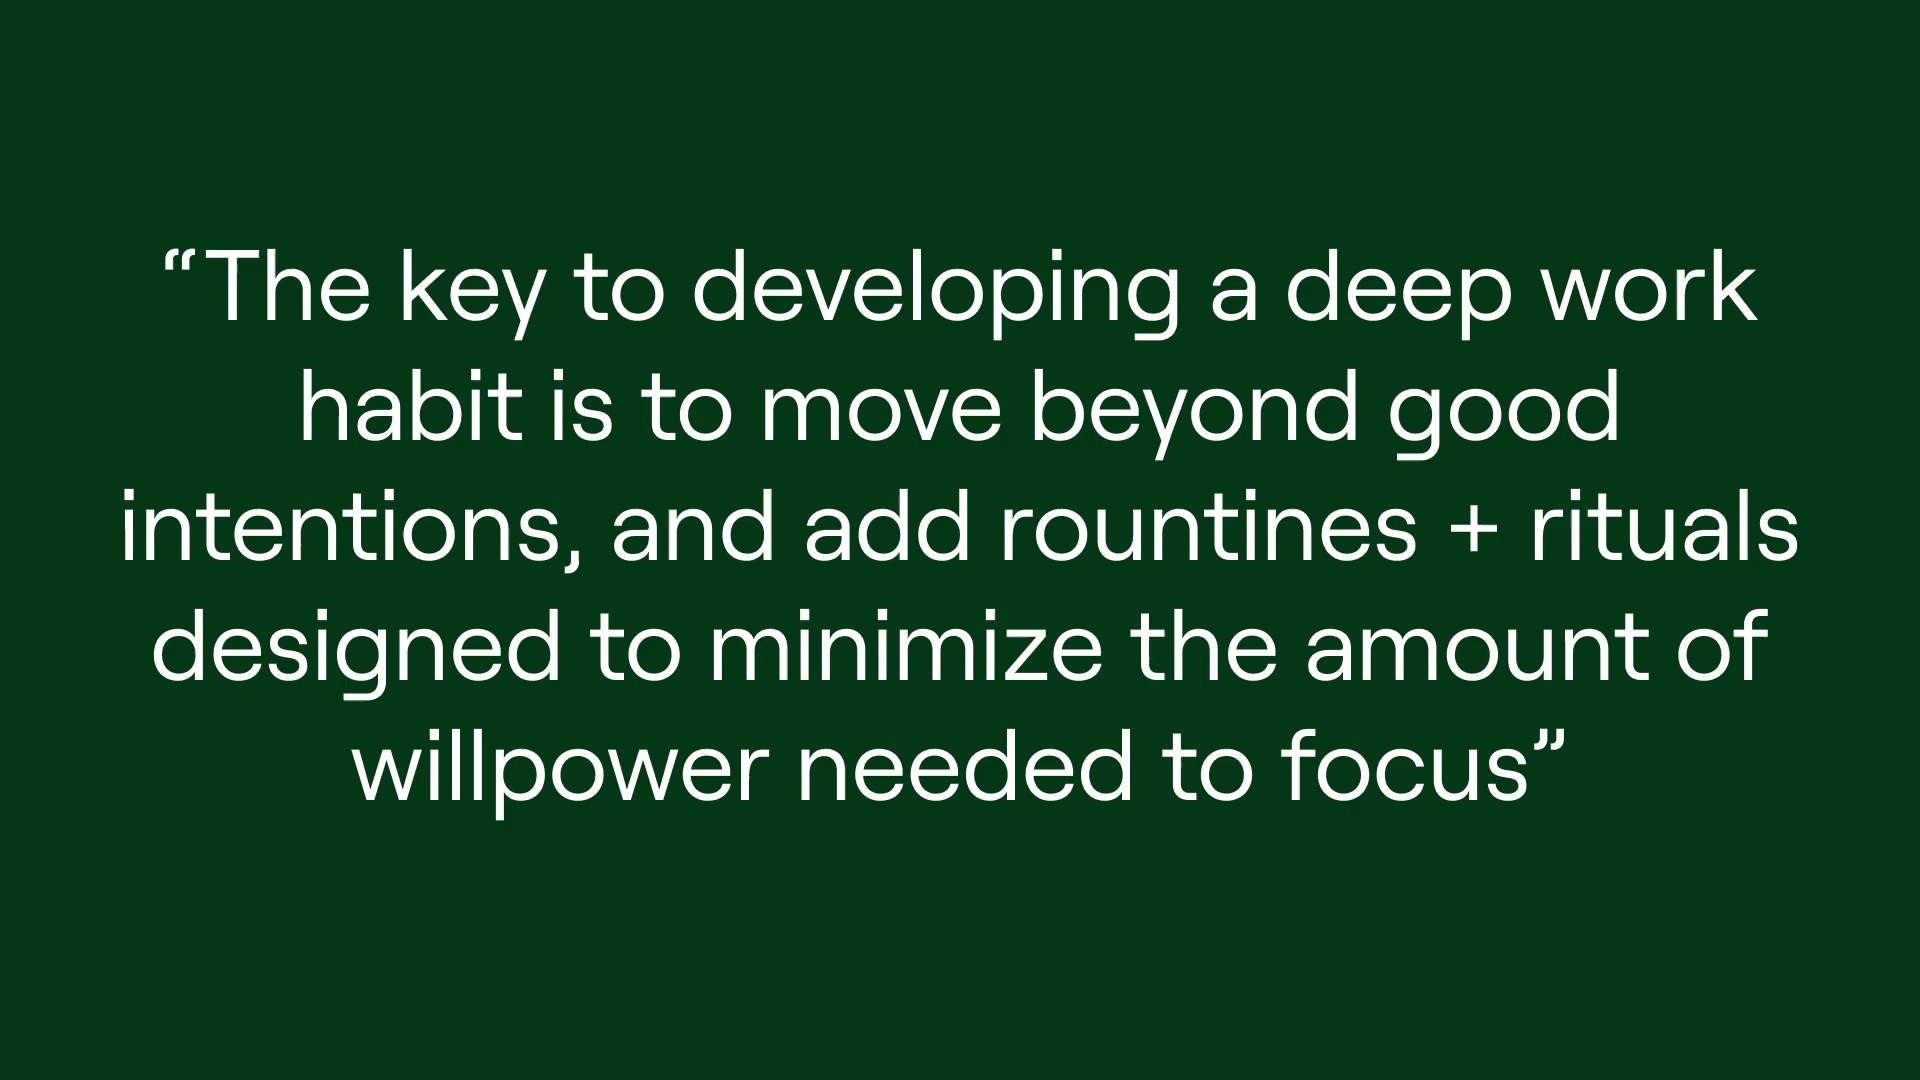 “The key to developing a deep work
habit is to move beyond good
intentions, and add rountines + rituals
designed to minimize the amount of
willpower needed to focus”